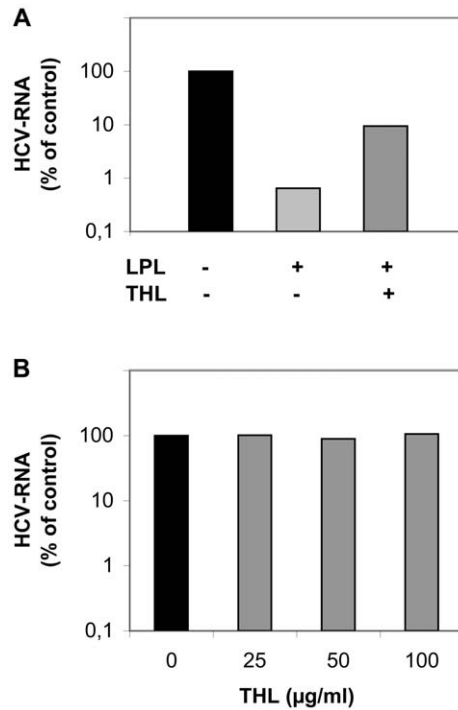 A
HCV-RNA
(% of control)
100
10
1
0,1
LPL - + +
THL - - +
B
HCV-RNA
(% of control)
100
10
1
0,1
0 25 50 100
THL (µg/ml)